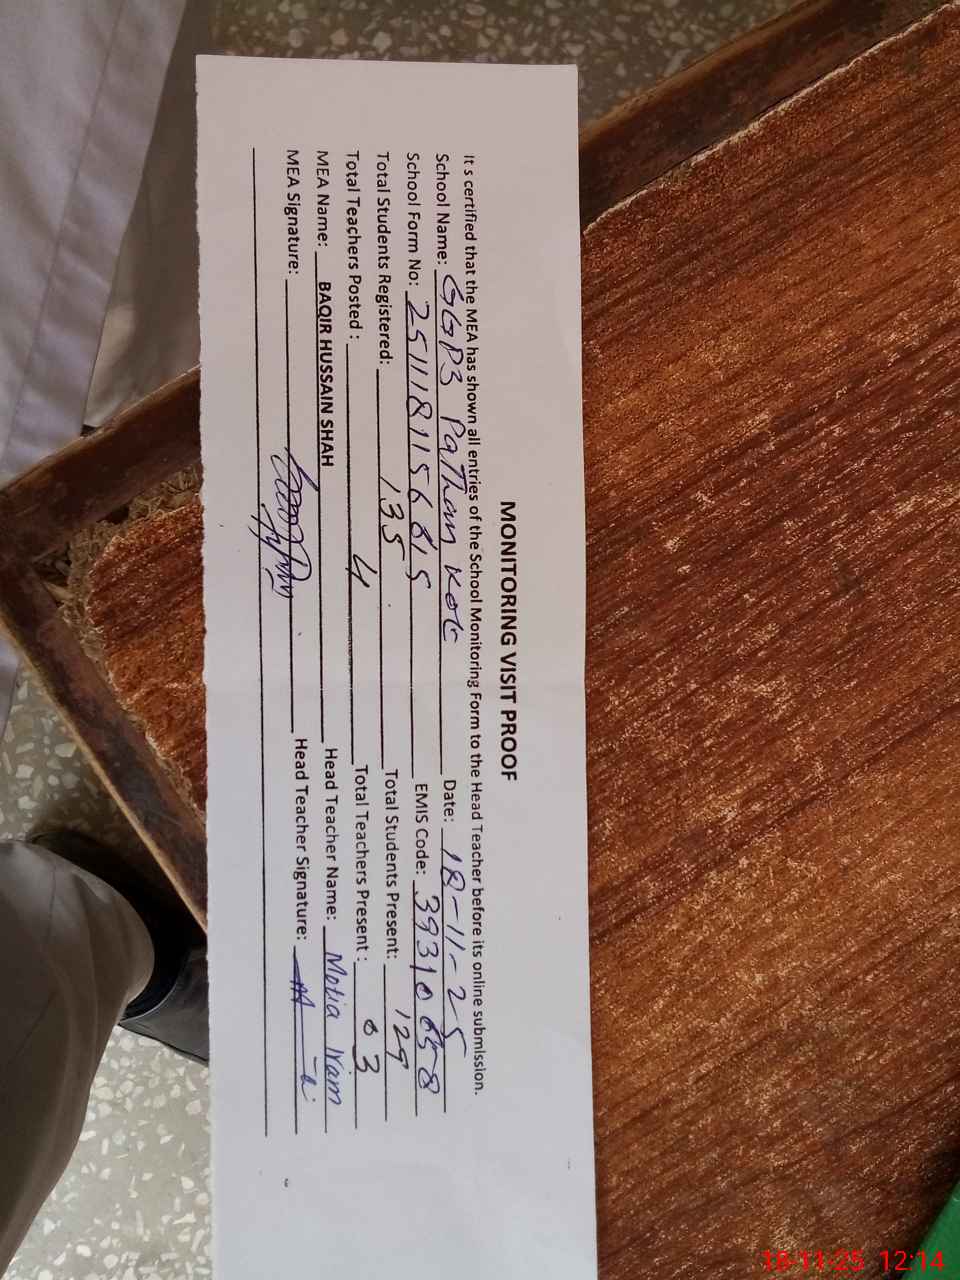 MONITORING VISIT PROOF
It s certified that the MEA has shown all entries of the School Monitoring Form to the Head Teacher before its online submission.
School Name: GGPS Pathan Kot Date: 18-11-25
School Form No: 2511181156615 EMIS Code: 39310658
Total Students Registered: 135 Total Students Present: 129
Total Teachers Posted : 4 Total Teachers Present : 03
MEA Name: BAQIR HUSSAIN SHAH Head Teacher Name: Motia Iram
MEA Signature: Head Teacher Signature:
18-11-25 12:14